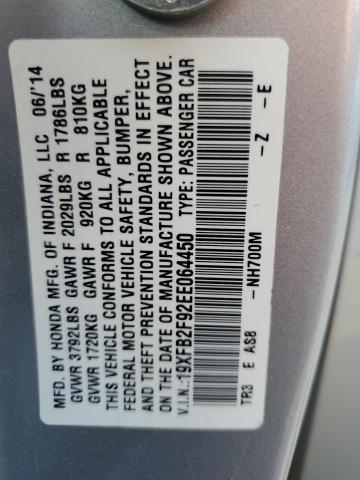 MFD. BY HONDA MFG. OF INDIANA, LLC 06/'14
GVWR 3792LBS GAWR F 2029LBS R 1786LBS
GVWR 1720KG GAWR F 920KG R 810KG
THIS VEHICLE CONFORMS TO ALL APPLICABLE
FEDERAL MOTOR VEHICLE SAFETY, BUMPER,
AND THEFT PREVENTION STANDARDS IN EFFECT
ON THE DATE OF MANUFACTURE SHOWN ABOVE.
V.I.N.:19XFB2F92EE064450 TYPE: PASSENGER CAR
TR3 E AS8 -NH700M -Z -E